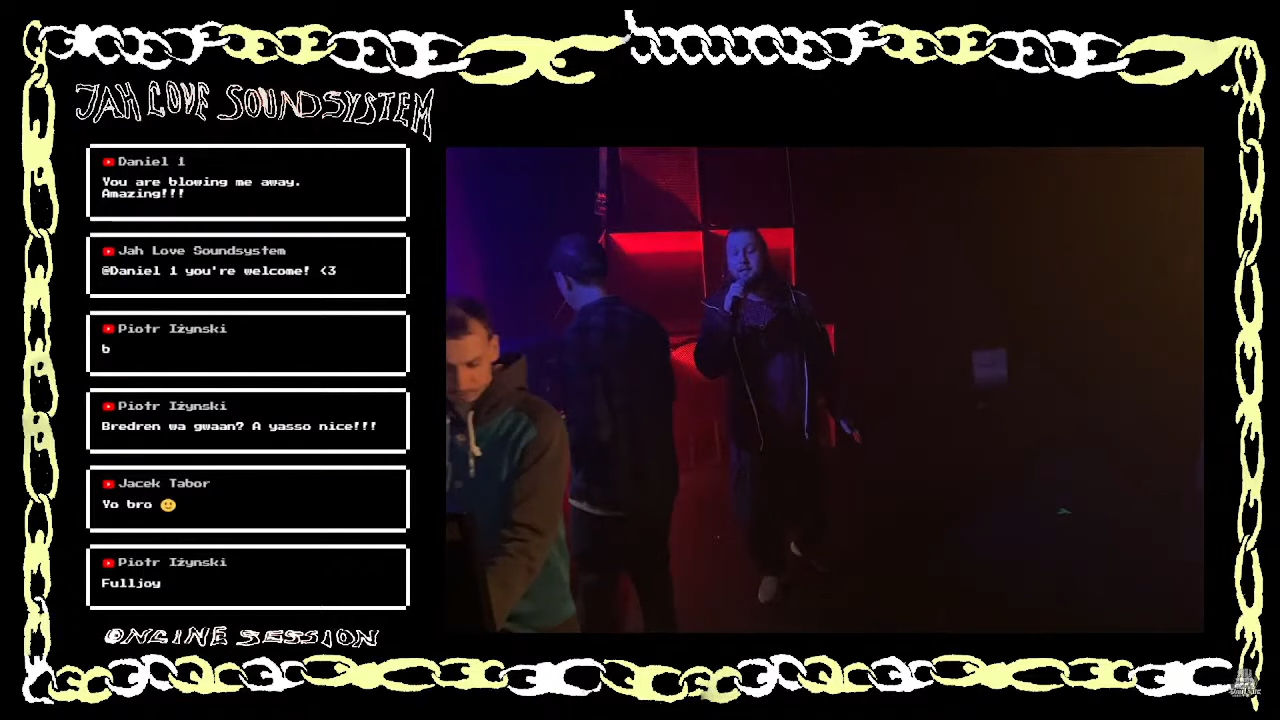 JAH LOVE SOUNDSYSTEM
Daniel 1
You are blowing me away.
Amazing!!!
Jah Love Soundsystem
@Daniel 1 you're welcome! <3
Piotr Iżynski
b
Piotr Iżynski
Bredren wa gwaan? A yasso nice!!!
Jacek Tabor
Yo bro 🙂
Piotr Iżynski
Fulljoy
ONLINE SESSION